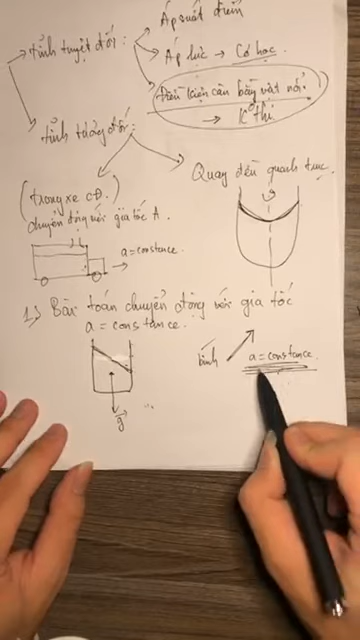 Áp suất điểm
→ tĩnh tuyệt đối :
Áp lực → Cơ học.
Điều kiện cân bằng vật nổi.
→ K° thi
tĩnh tương đối :
Quay đều quanh trục.
(trong xe cđ.)
chuyển động với gia tốc A.
a = constance.
1) Bài toán chuyển động với gia tốc
a = constance.
bình
a = constance.
g
...